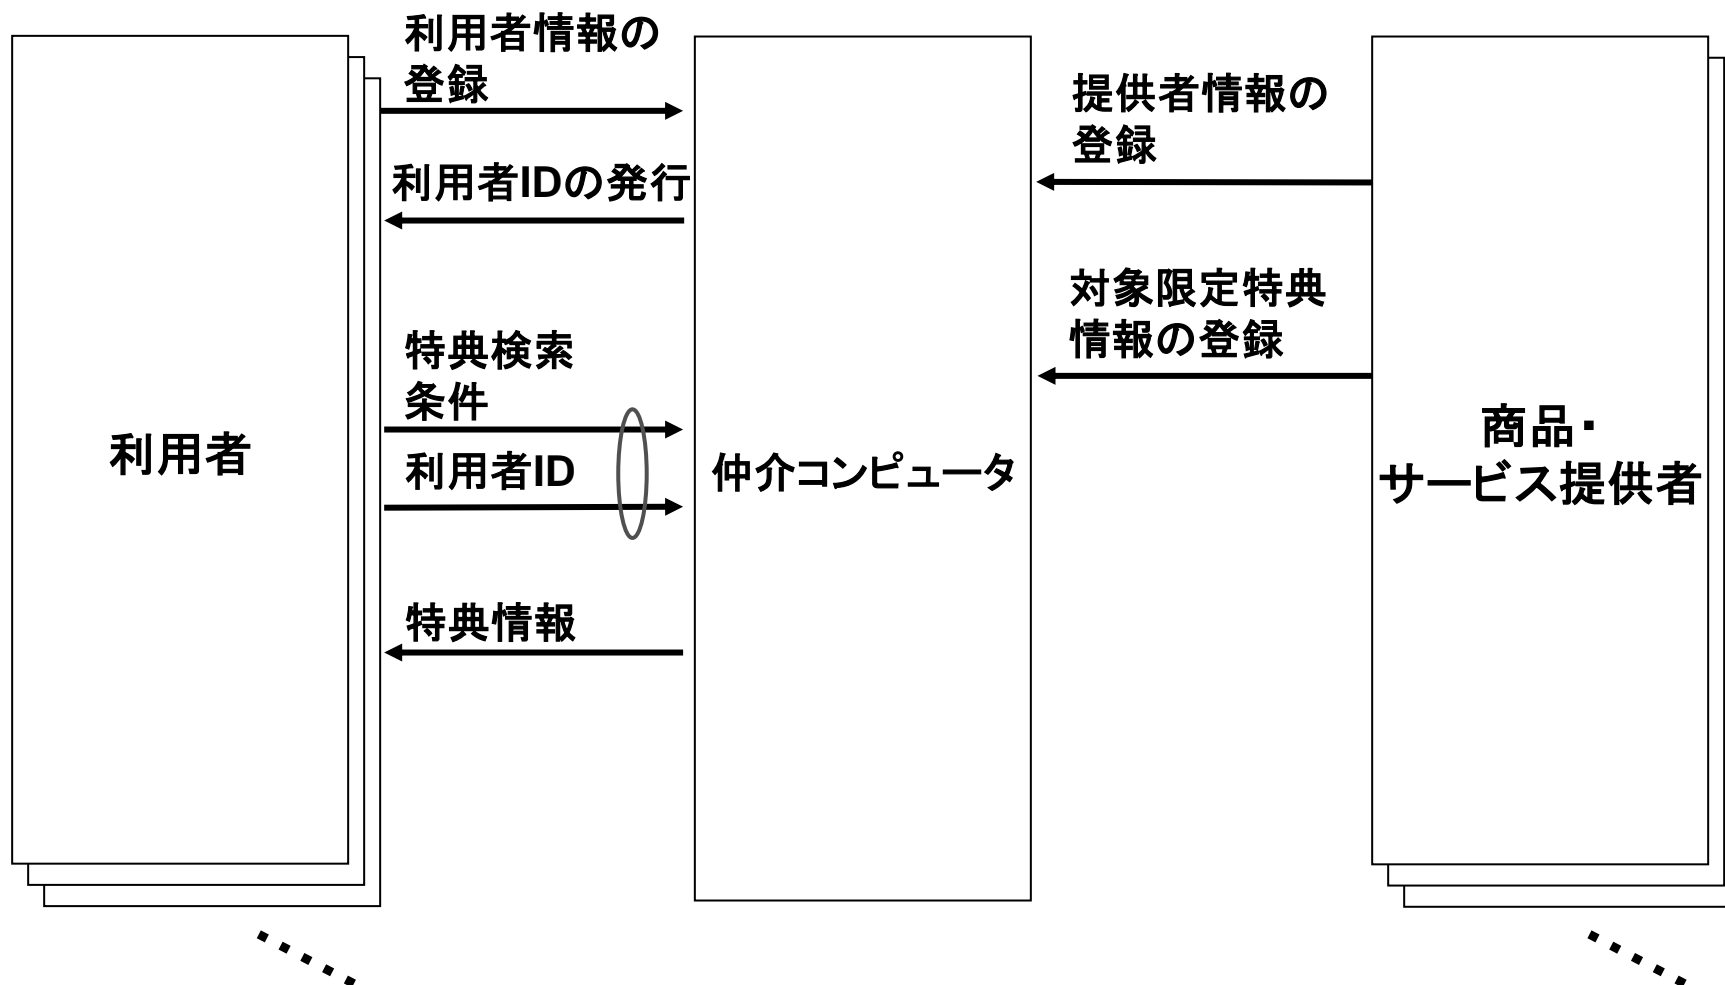 利用者情報の
登録
利用者IDの発行
特典検索
条件
利用者ID
特典情報
利用者
仲介コンピュータ
提供者情報の
登録
対象限定特典
情報の登録
商品・
サービス提供者